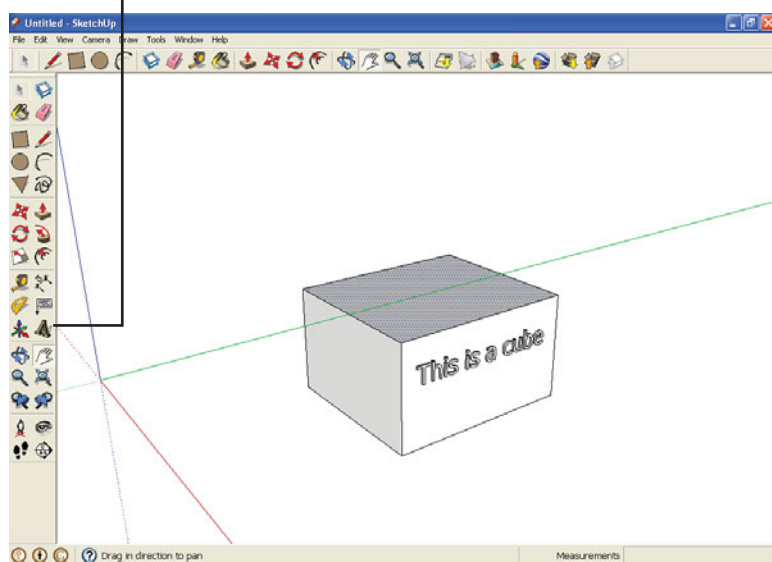 Untitled - SketchUp
File Edit View Camera Draw Tools Window Help
This is a cube
Drag in direction to pan
Measurements